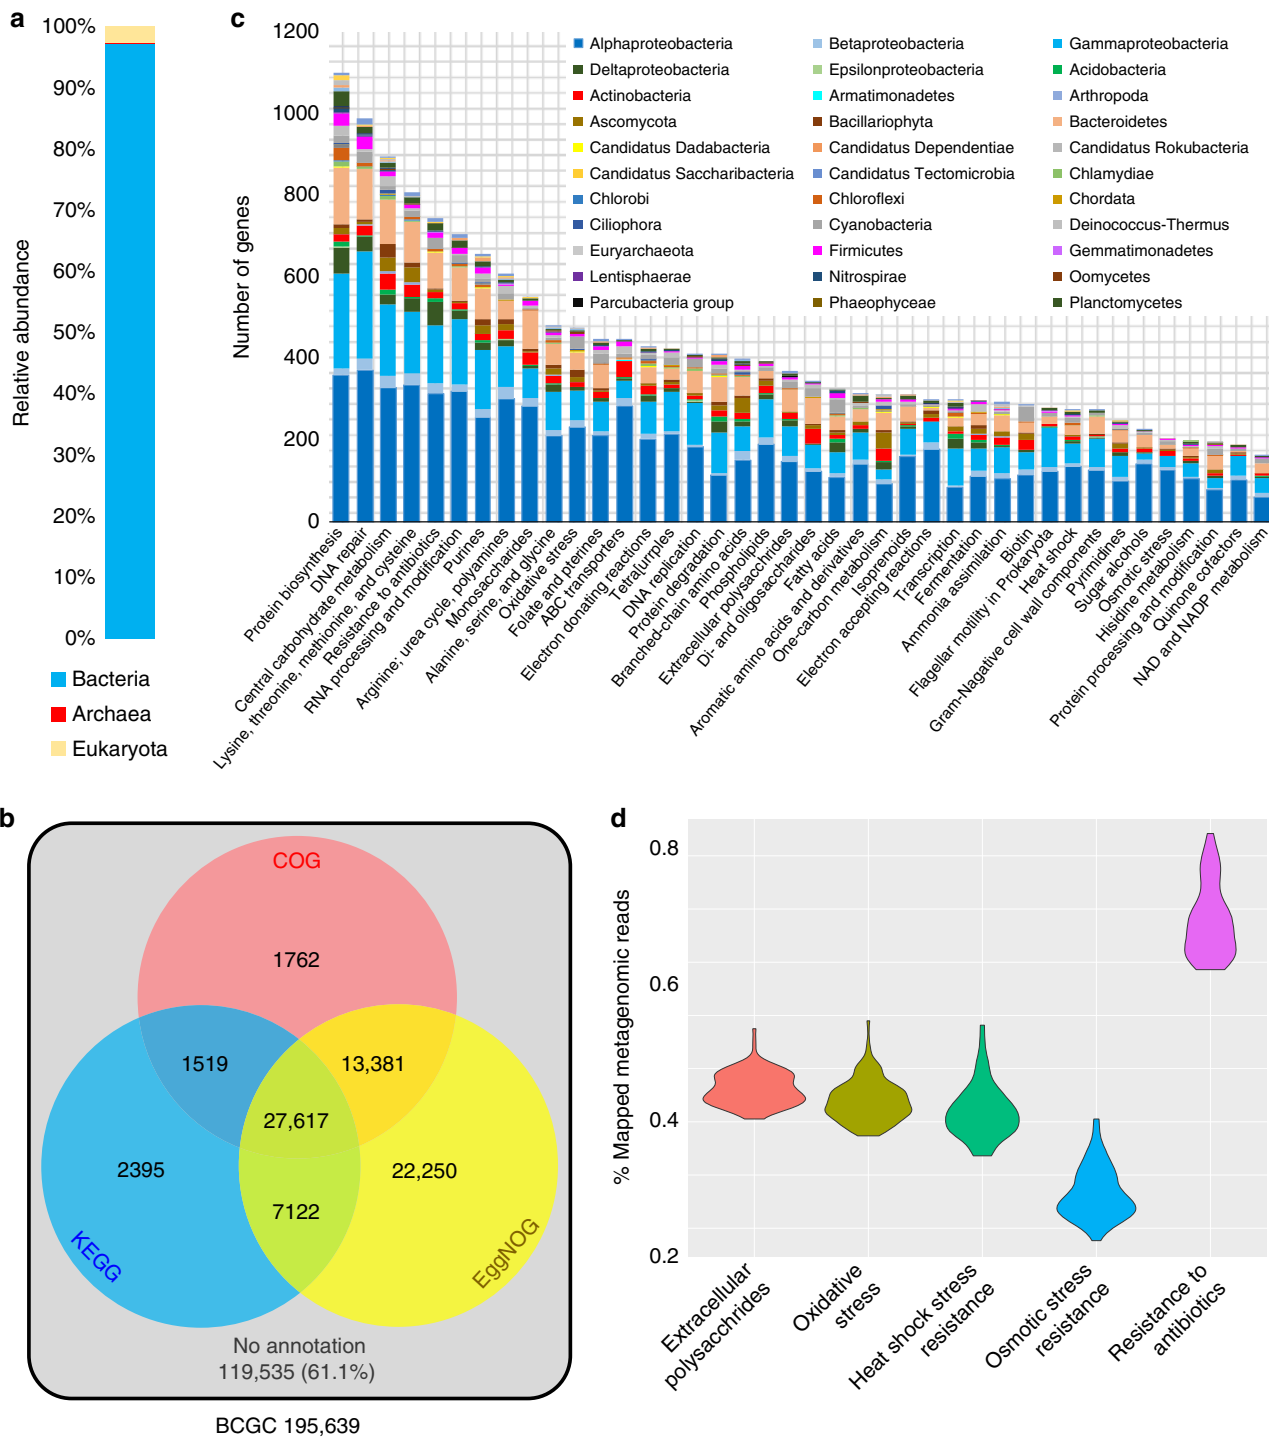 a
100%
90%
80%
70%
60%
50%
40%
30%
20%
10%
0%
Relative abundance
Bacteria
Archaea
Eukaryota
c
1200
1000
800
600
400
200
0
Number of genes
Alphaproteobacteria
Betaproteobacteria
Gammaproteobacteria
Deltaproteobacteria
Epsilonproteobacteria
Acidobacteria
Actinobacteria
Armatimonadetes
Arthropoda
Ascomycota
Bacillariophyta
Bacteroidetes
Candidatus Dadabacteria
Candidatus Dependentiae
Candidatus Rokubacteria
Candidatus Saccharibacteria
Candidatus Tectomicrobia
Chlamydiae
Chlorobi
Chloroflexi
Chordata
Ciliophora
Cyanobacteria
Deinococcus-Thermus
Euryarchaeota
Firmicutes
Gemmatimonadetes
Lentisphaerae
Nitrospirae
Oomycetes
Parcubacteria group
Phaeophyceae
Planctomycetes
Protein biosynthesis
DNA repair
Central carbohydrate metabolism
Lysine, threonine, methionine, and cysteine
Resistance to antibiotics
RNA processing and modification
Purines
Arginine; urea cycle, polyamines
Monosaccharides
Alanine, serine, and glycine
Oxidative stress
Folate and pterines
ABC transporters
Electron donating reactions
Tetralurrples
DNA replication
Protein degradation
Branched-chain amino acids
Phospholipids
Extracellular polysacchrides
Di- and oligosaccharides
Fatty acids
Aromatic amino acids and derivatives
One-carbon metabolism
Isoprenoids
Electron accepting reactions
Transcription
Fermentation
Ammonia assimilation
Biotin
Flagellar motility in Prokaryota
Heat shock
Gram-Nagative cell wall components
Pyrimidines
Sugar alcohols
Osmotic stress
Hisidine metabolism
Protein processing and modification
Quinone cofactors
NAD and NADP metabolism
b
COG
1762
1519
13,381
27,617
2395
22,250
7122
KEGG
EggNOG
No annotation
119,535 (61.1%)
BCGC 195,639
d
0.8
0.6
0.4
0.2
% Mapped metagenomic reads
Extracellular
polysacchrides
Oxidative
stress
Heat shock stress
resistance
Osmotic stress
resistance
Resistance to
antibiotics